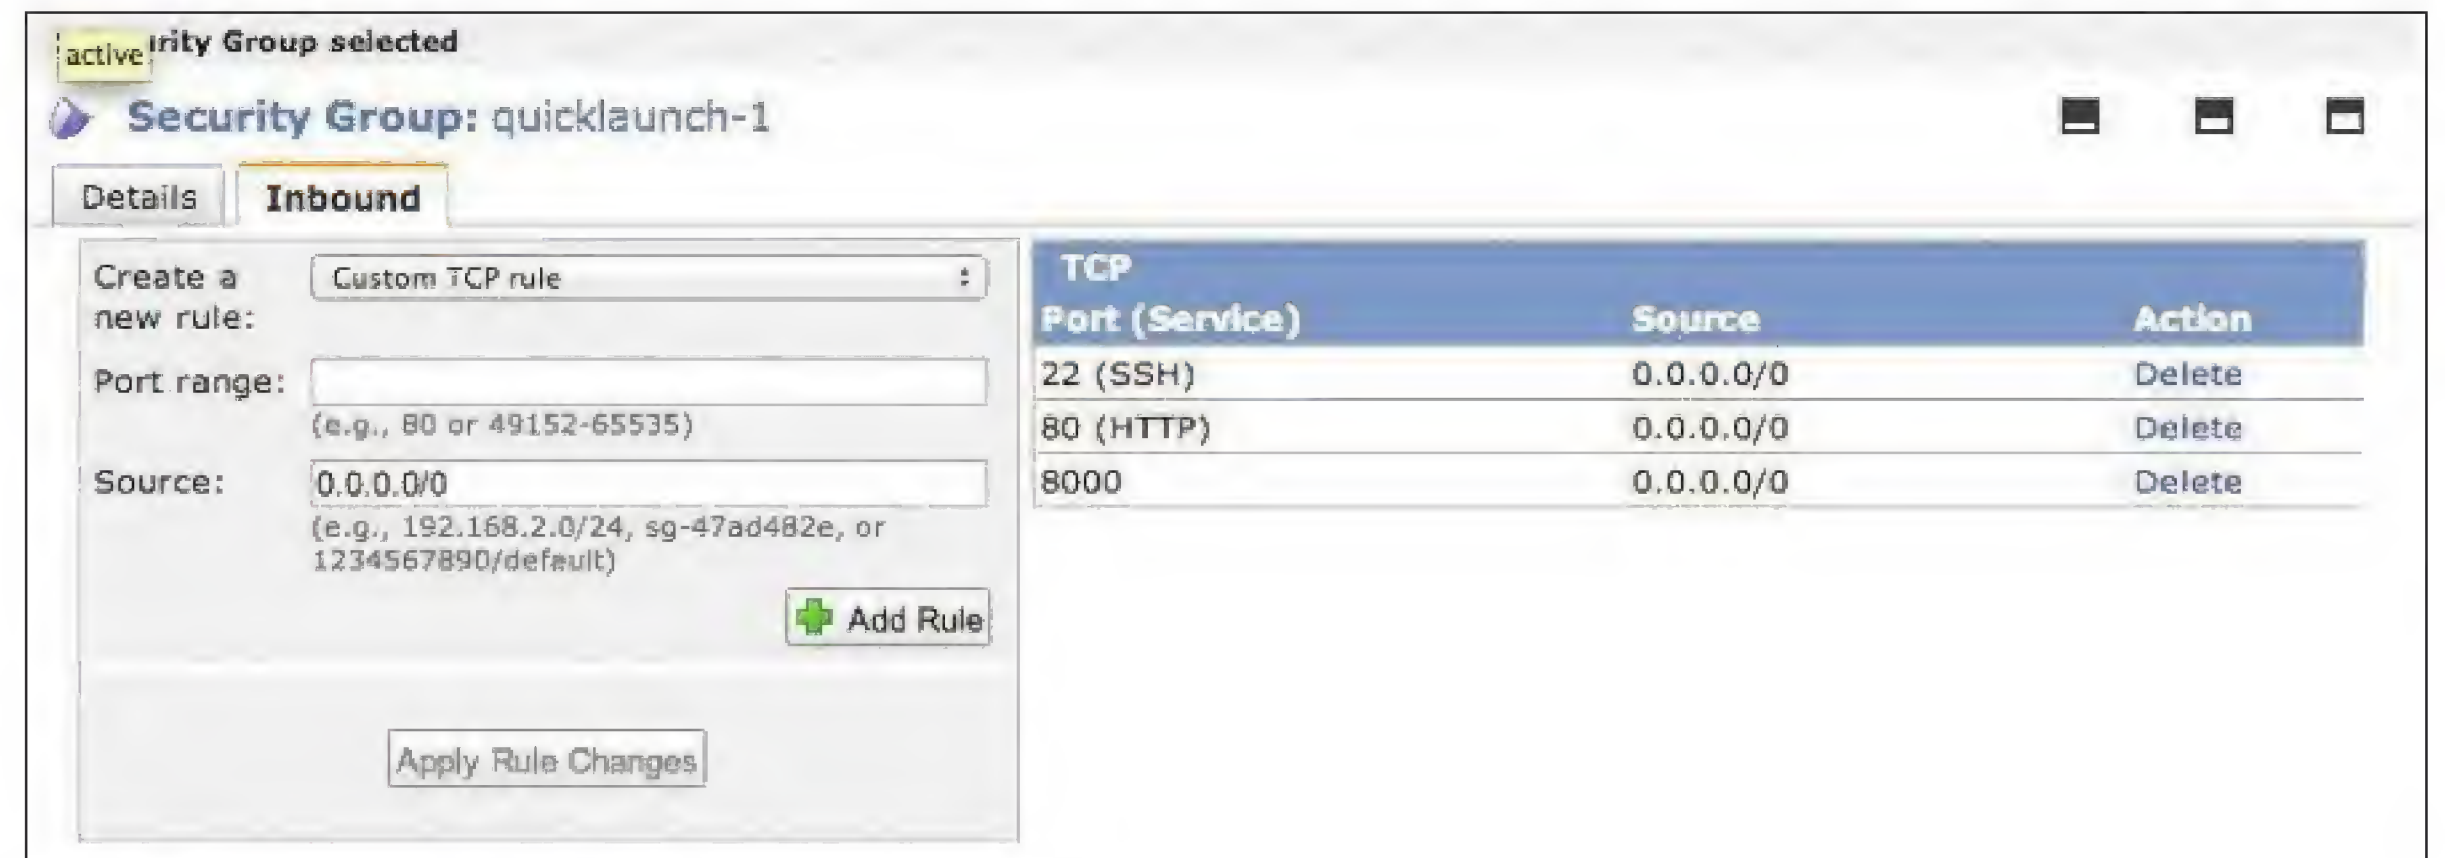 active
rity Group selected
Security Group: quicklaunch-1
Details
Inbound
Create a
new rule:
Custom TCP rule
Port range:
(e.g., 80 or 49152-65535)
Source:
0.0.0.0/0
(e.g., 192.168.2.0/24, sg-47ad482e, or
1234567890/default)
Add Rule
Apply Rule Changes
TCP
Port (Service) Source Action
22 (SSH) 0.0.0.0/0 Delete
80 (HTTP) 0.0.0.0/0 Delete
8000 0.0.0.0/0 Delete